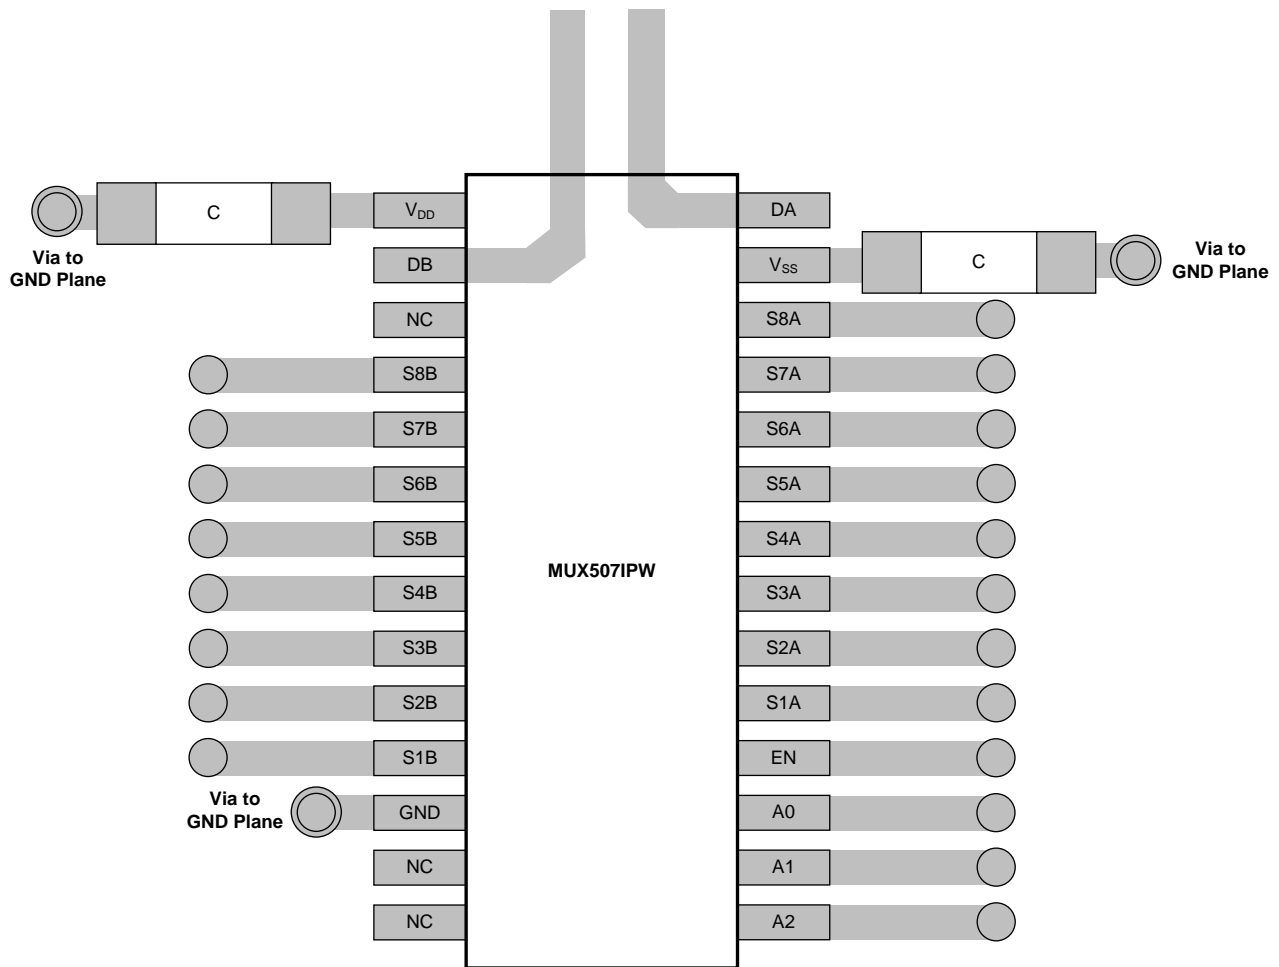 V_DD
C
DA
Via to
GND Plane
DB
V_SS
C
Via to
GND Plane
NC
S8A
S8B
S7A
S7B
S6A
S6B
S5A
S5B
S4A
MUX507IPW
S4B
S3A
S3B
S2A
S2B
S1A
S1B
EN
Via to
GND Plane
GND
A0
NC
A1
NC
A2